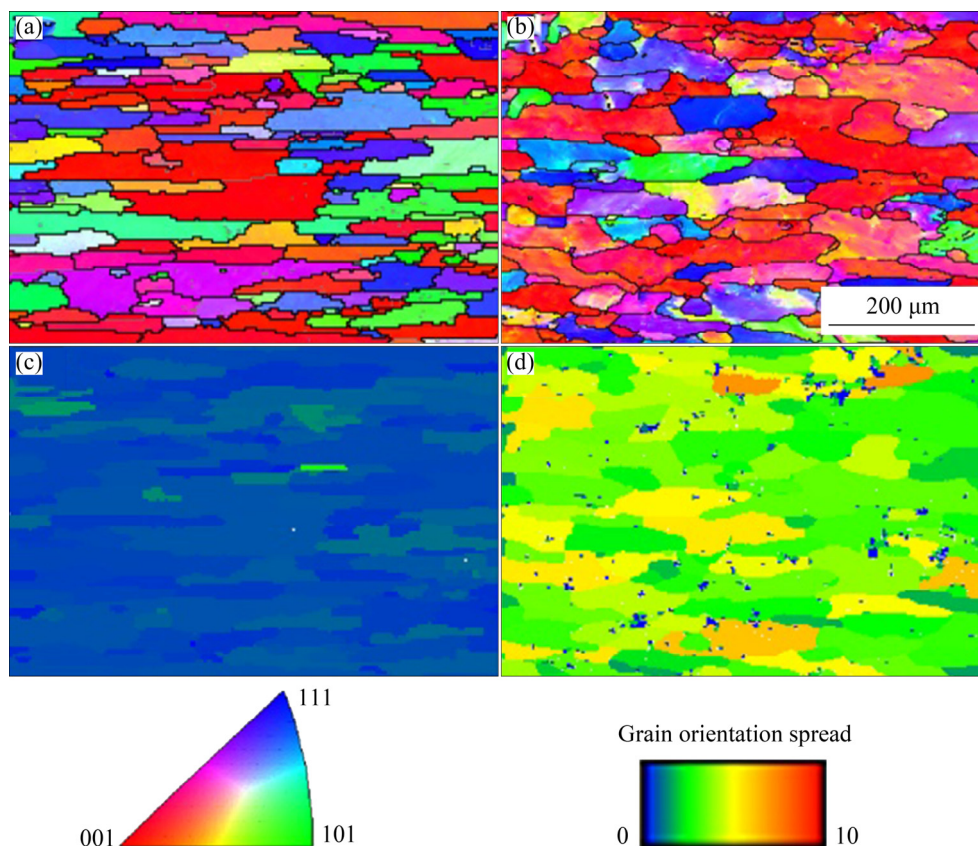 (a)
(b)
200 μm
(c)
(d)
111
001
101
Grain orientation spread
0
10